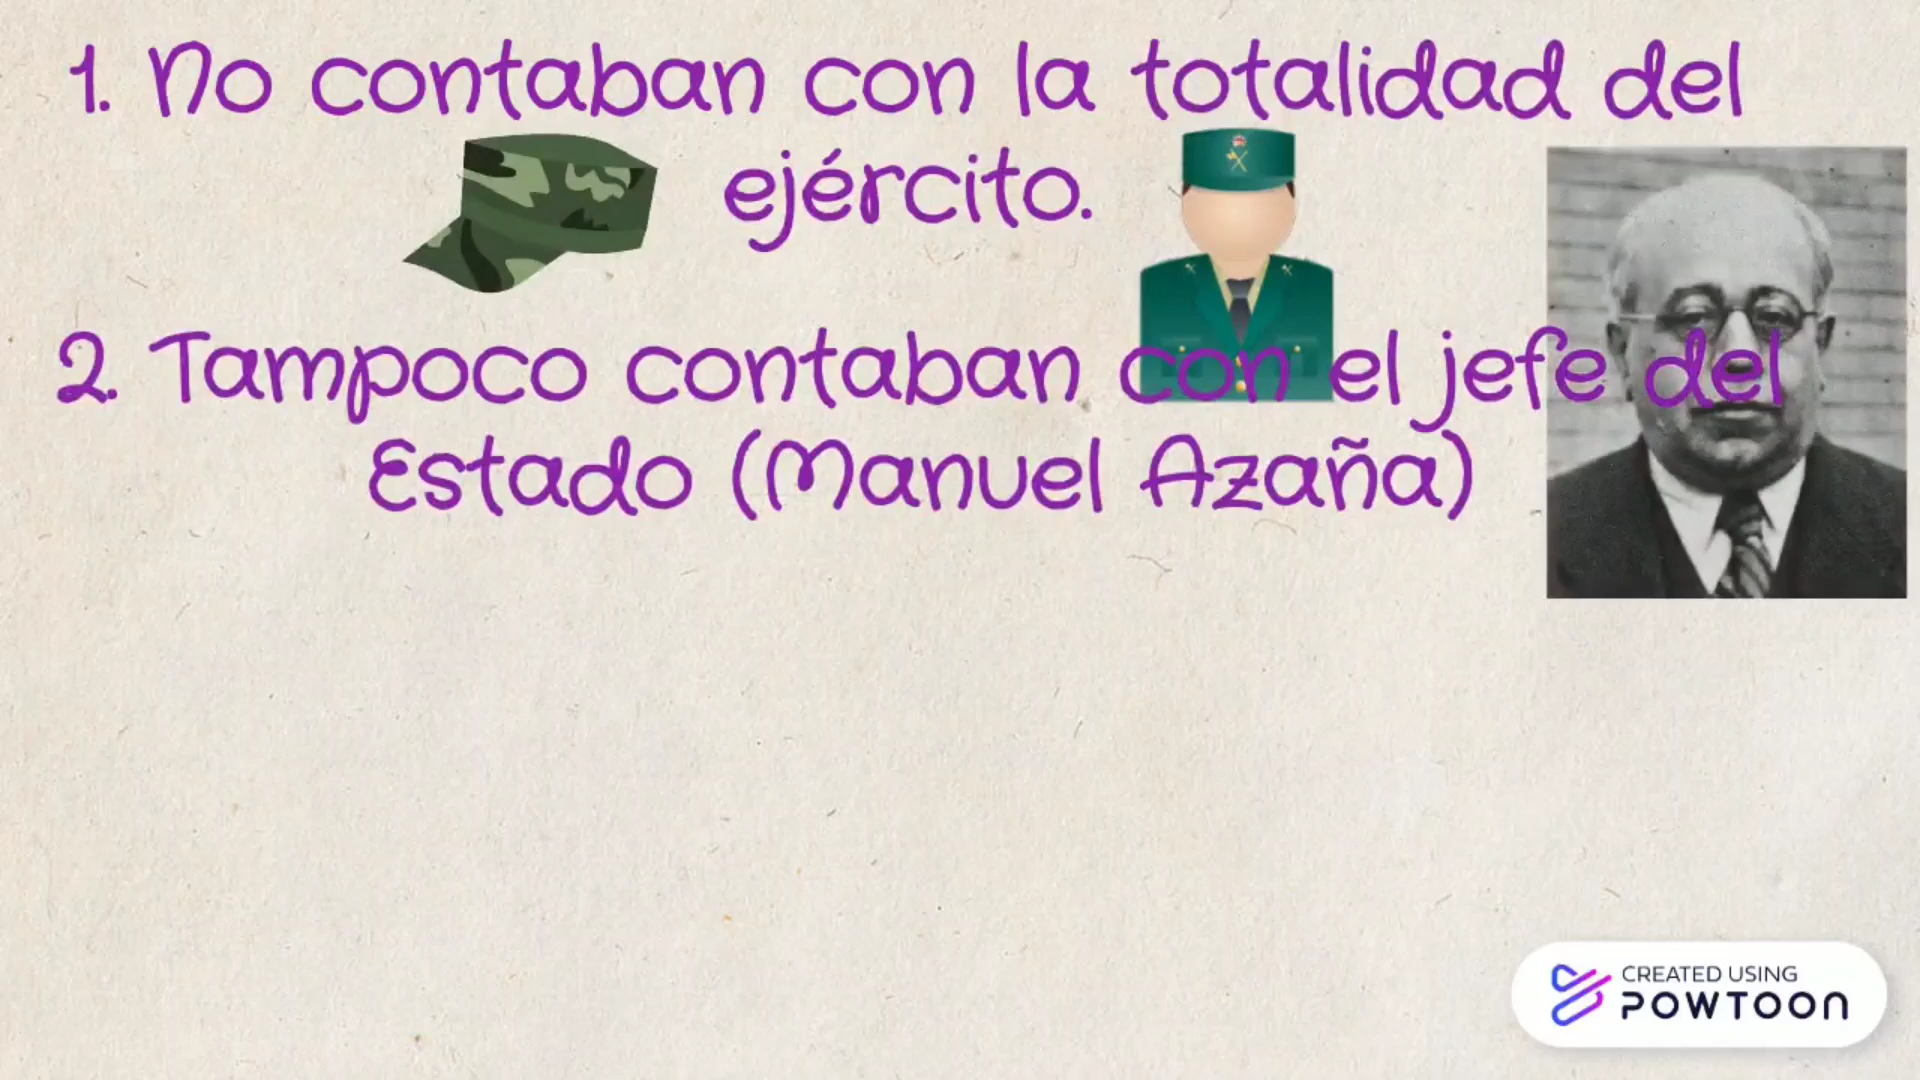 1. No contaban con la totalidad del
ejército.
2. Tampoco contaban con el jefe del
Estado (Manuel Azaña)
CREATED USING
POWTOON